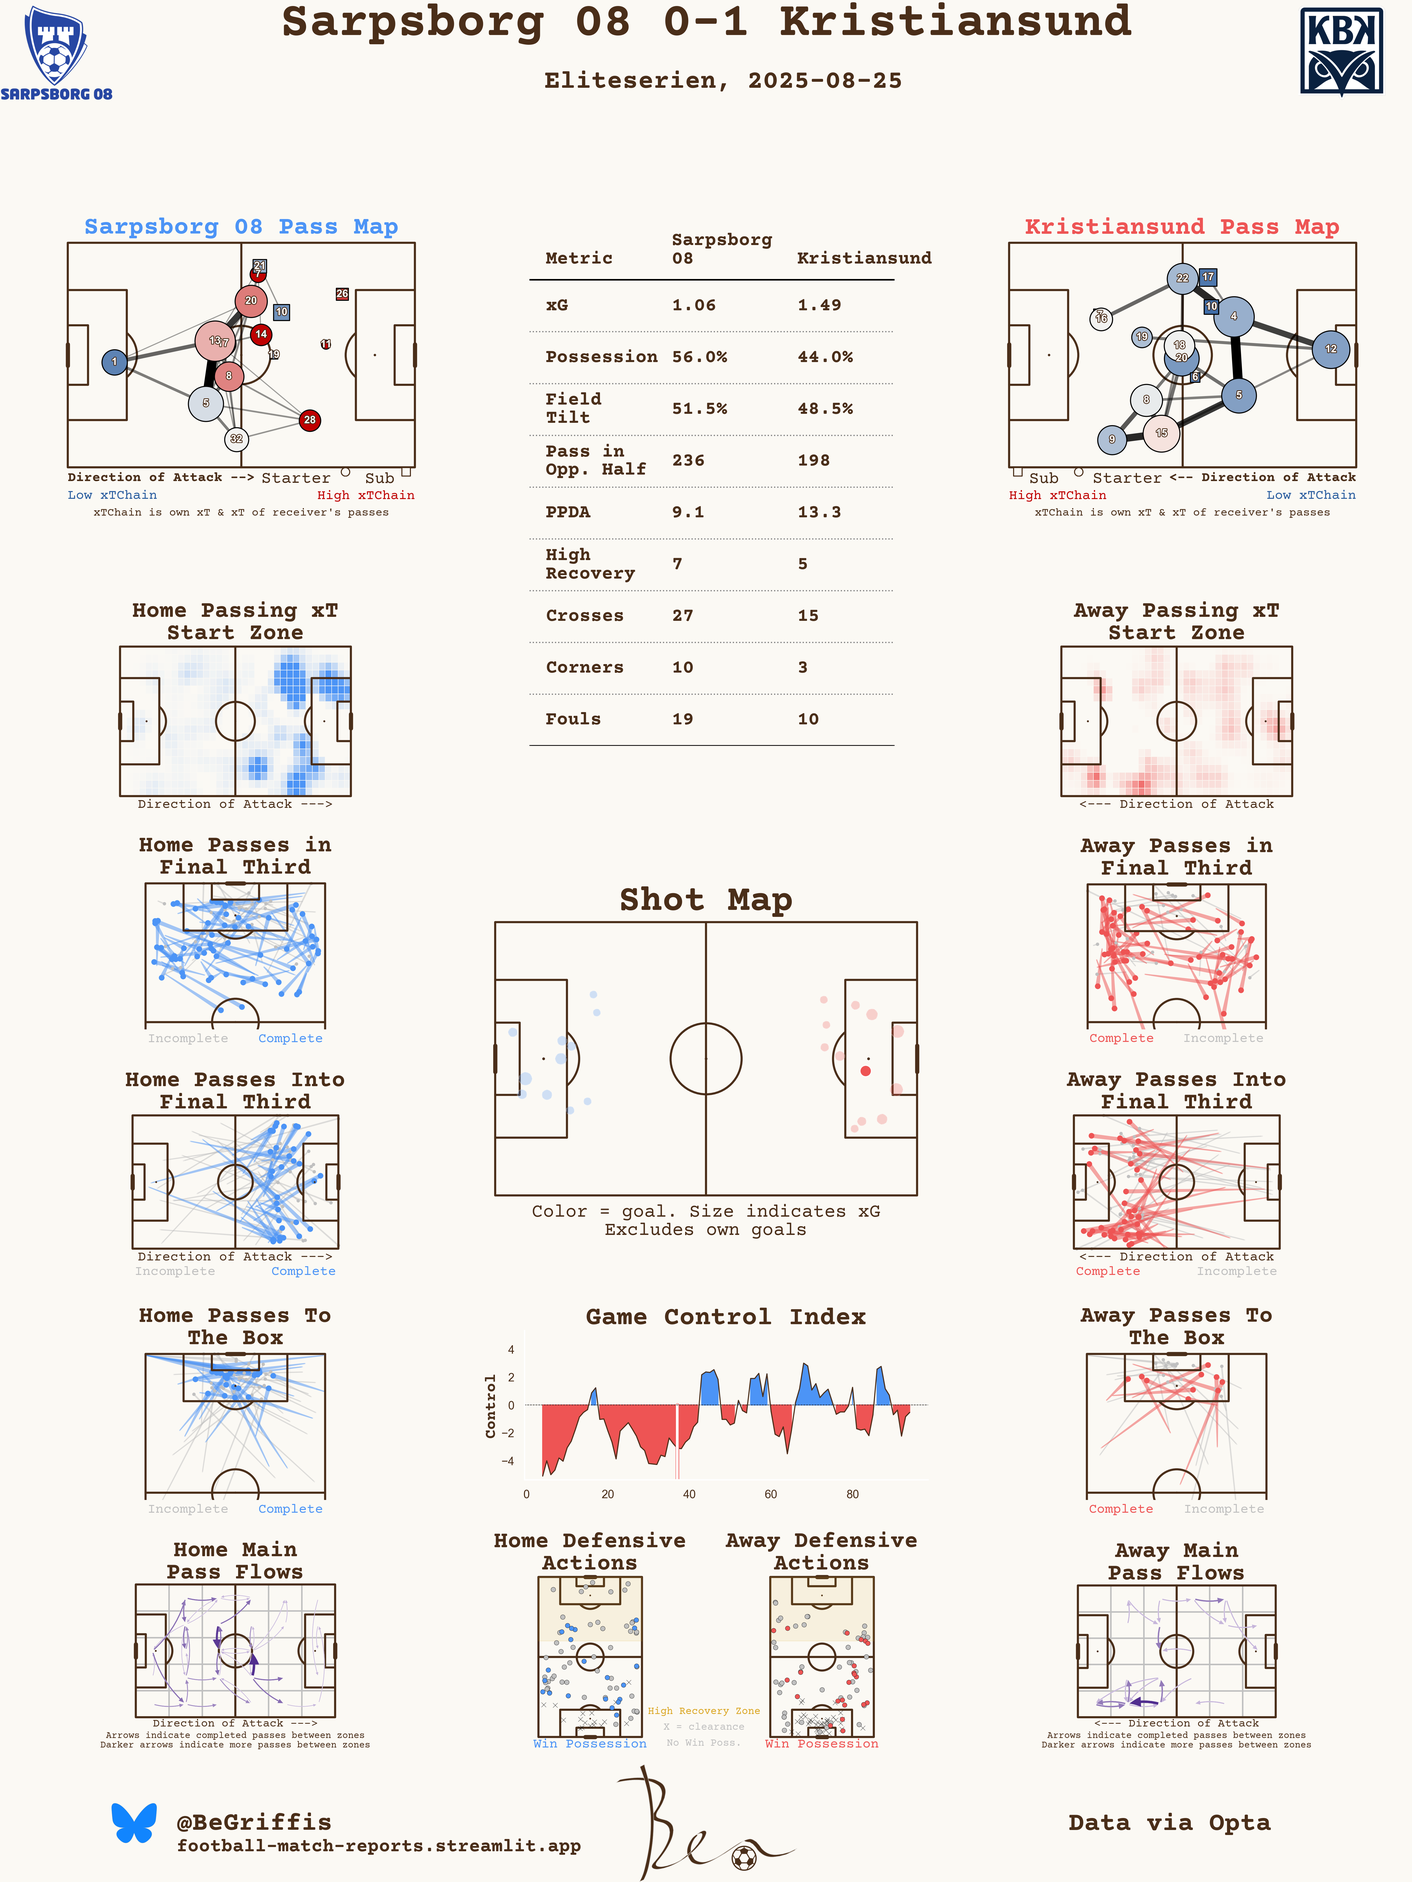 Sarpsborg 08 0-1 Kristiansund
Eliteserien, 2025-08-25
SARPSBORG 08
KBK
Sarpsborg 08 Pass Map
21
7
20
26
10
14
13
17
19
11
1
8
5
28
32
Direction of Attack --> Starter Sub
Low xTChain High xTChain
xTChain is own xT & xT of receiver's passes
Metric Sarpsborg 08 Kristiansund
xG 1.06 1.49
Possession 56.0% 44.0%
Field Tilt 51.5% 48.5%
Pass in Opp. Half 236 198
PPDA 9.1 13.3
High Recovery 7 5
Crosses 27 15
Corners 10 3
Fouls 19 10
Kristiansund Pass Map
22
17
10
4
7
16
19
18
12
20
6
8
5
15
9
Sub Starter <-- Direction of Attack
High xTChain Low xTChain
xTChain is own xT & xT of receiver's passes
Home Passing xT
Start Zone
Direction of Attack --->
Home Passes in
Final Third
Incomplete Complete
Home Passes Into
Final Third
Direction of Attack --->
Incomplete Complete
Home Passes To
The Box
Incomplete Complete
Home Main
Pass Flows
Direction of Attack --->
Arrows indicate completed passes between zones
Darker arrows indicate more passes between zones
Shot Map
Color = goal. Size indicates xG
Excludes own goals
Game Control Index
Control
4
2
0
−2
−4
0 20 40 60 80
Home Defensive
Actions
Win Possession
High Recovery Zone
X = clearance
No Win Poss.
Away Defensive
Actions
Win Possession
Away Passing xT
Start Zone
<--- Direction of Attack
Away Passes in
Final Third
Complete Incomplete
Away Passes Into
Final Third
<--- Direction of Attack
Complete Incomplete
Away Passes To
The Box
Complete Incomplete
Away Main
Pass Flows
<--- Direction of Attack
Arrows indicate completed passes between zones
Darker arrows indicate more passes between zones
@BeGriffis
football-match-reports.streamlit.app
Ben
Data via Opta